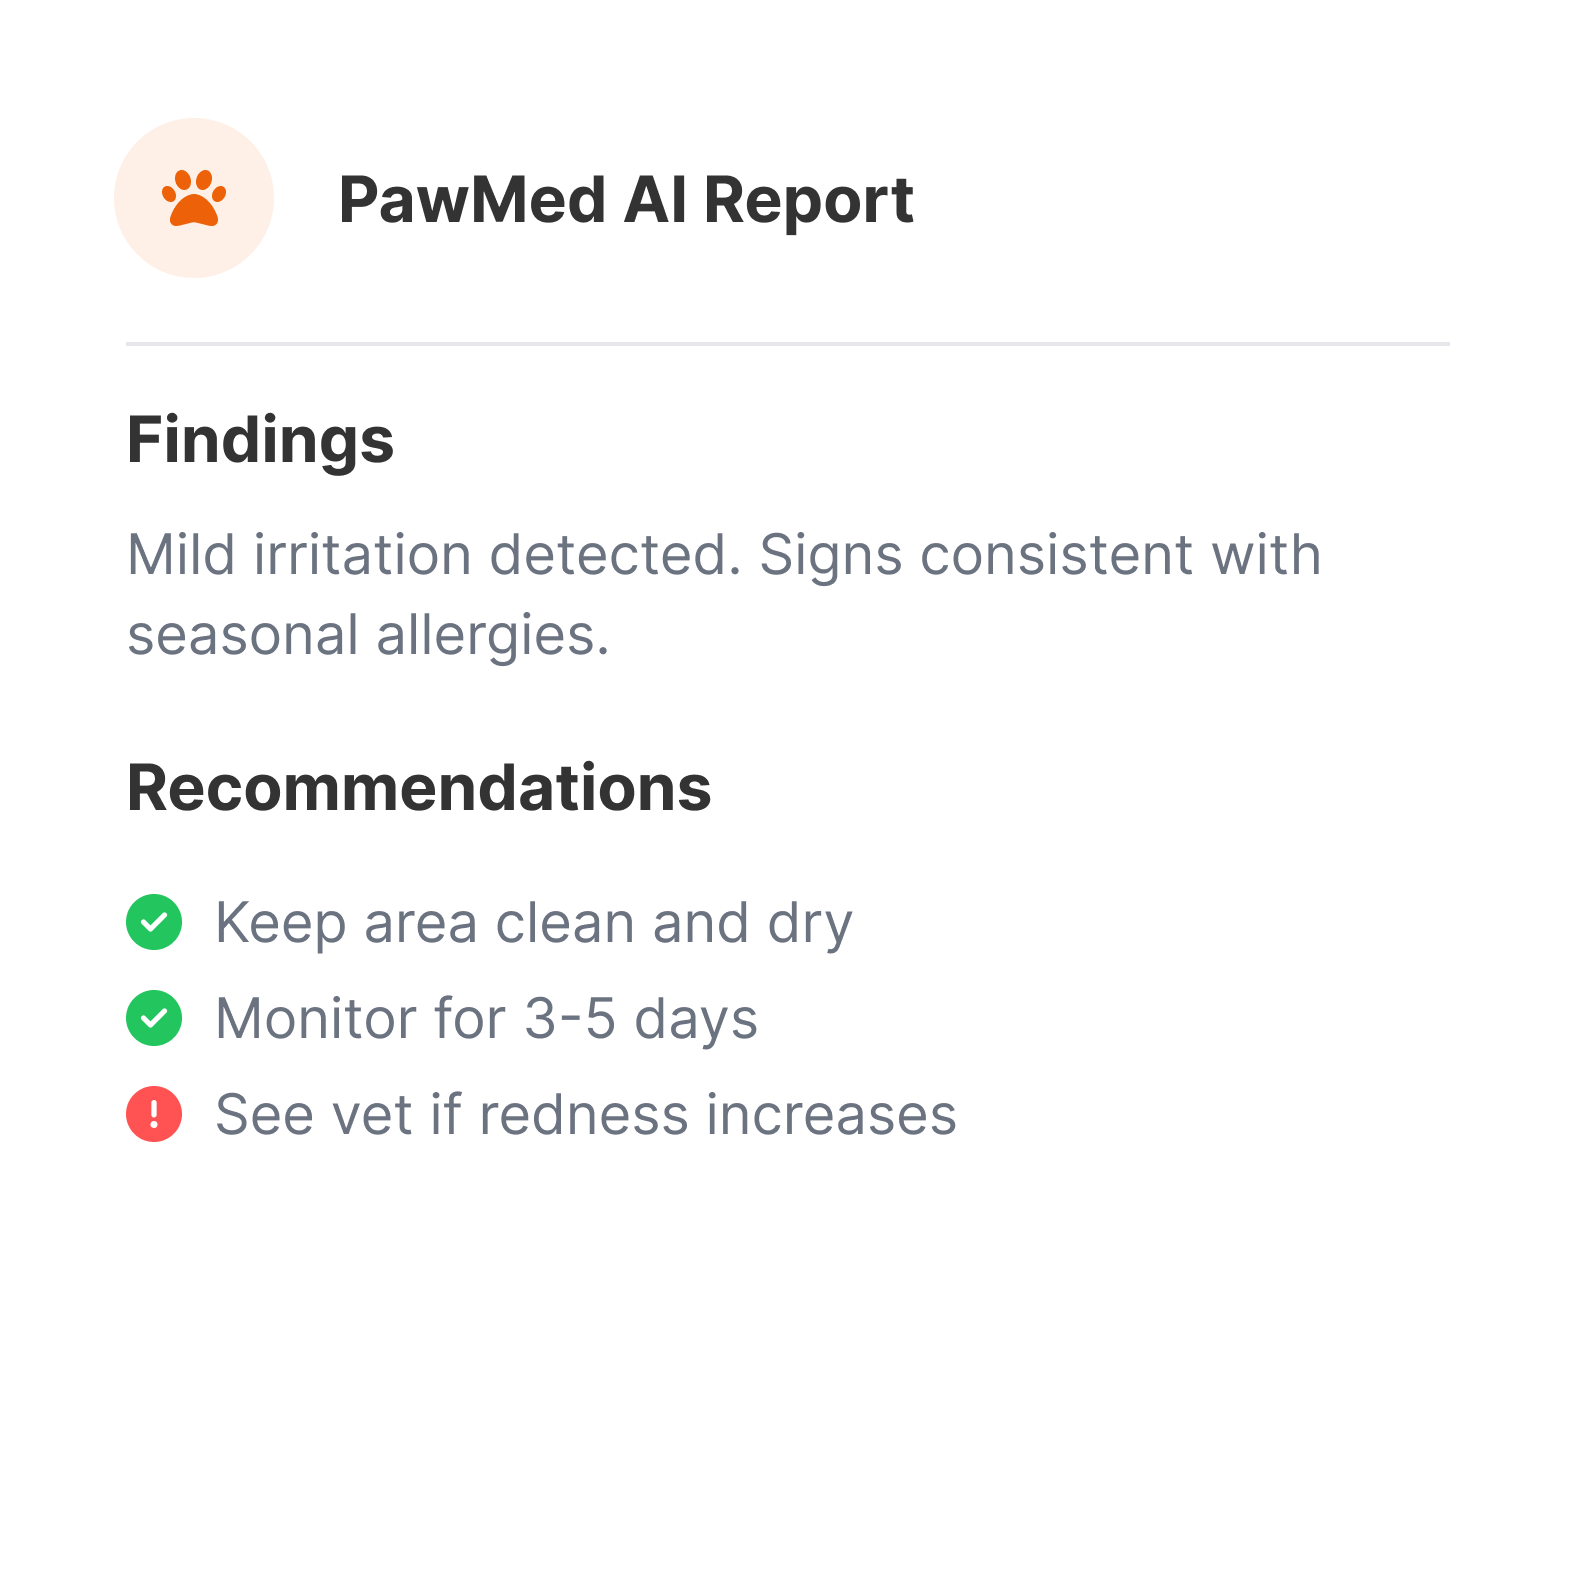 PawMed AI Report
Findings
Mild irritation detected. Signs consistent with
seasonal allergies.
Recommendations
Keep area clean and dry
Monitor for 3-5 days
See vet if redness increases